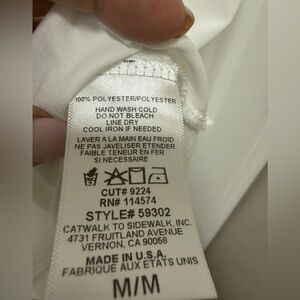 100% POLYESTER/POLYESTER
HAND WASH COLD
DO NOT BLEACH
LINE DRY
COOL IRON IF NEEDED
LAVER A LA MAIN EAU FROID
NE PAS JAVELISER ETENDER
FAIBLE TENEUR EN FER
SI NECESSAIRE
CUT# 9224
RN# 114574
STYLE# 59302
CATWALK TO SIDEWALK, INC.
4731 FRUITLAND AVENUE
VERNON, CA 90058
MADE IN U.S.A.
FABRIQUE AUX ETATS UNIS
M/M